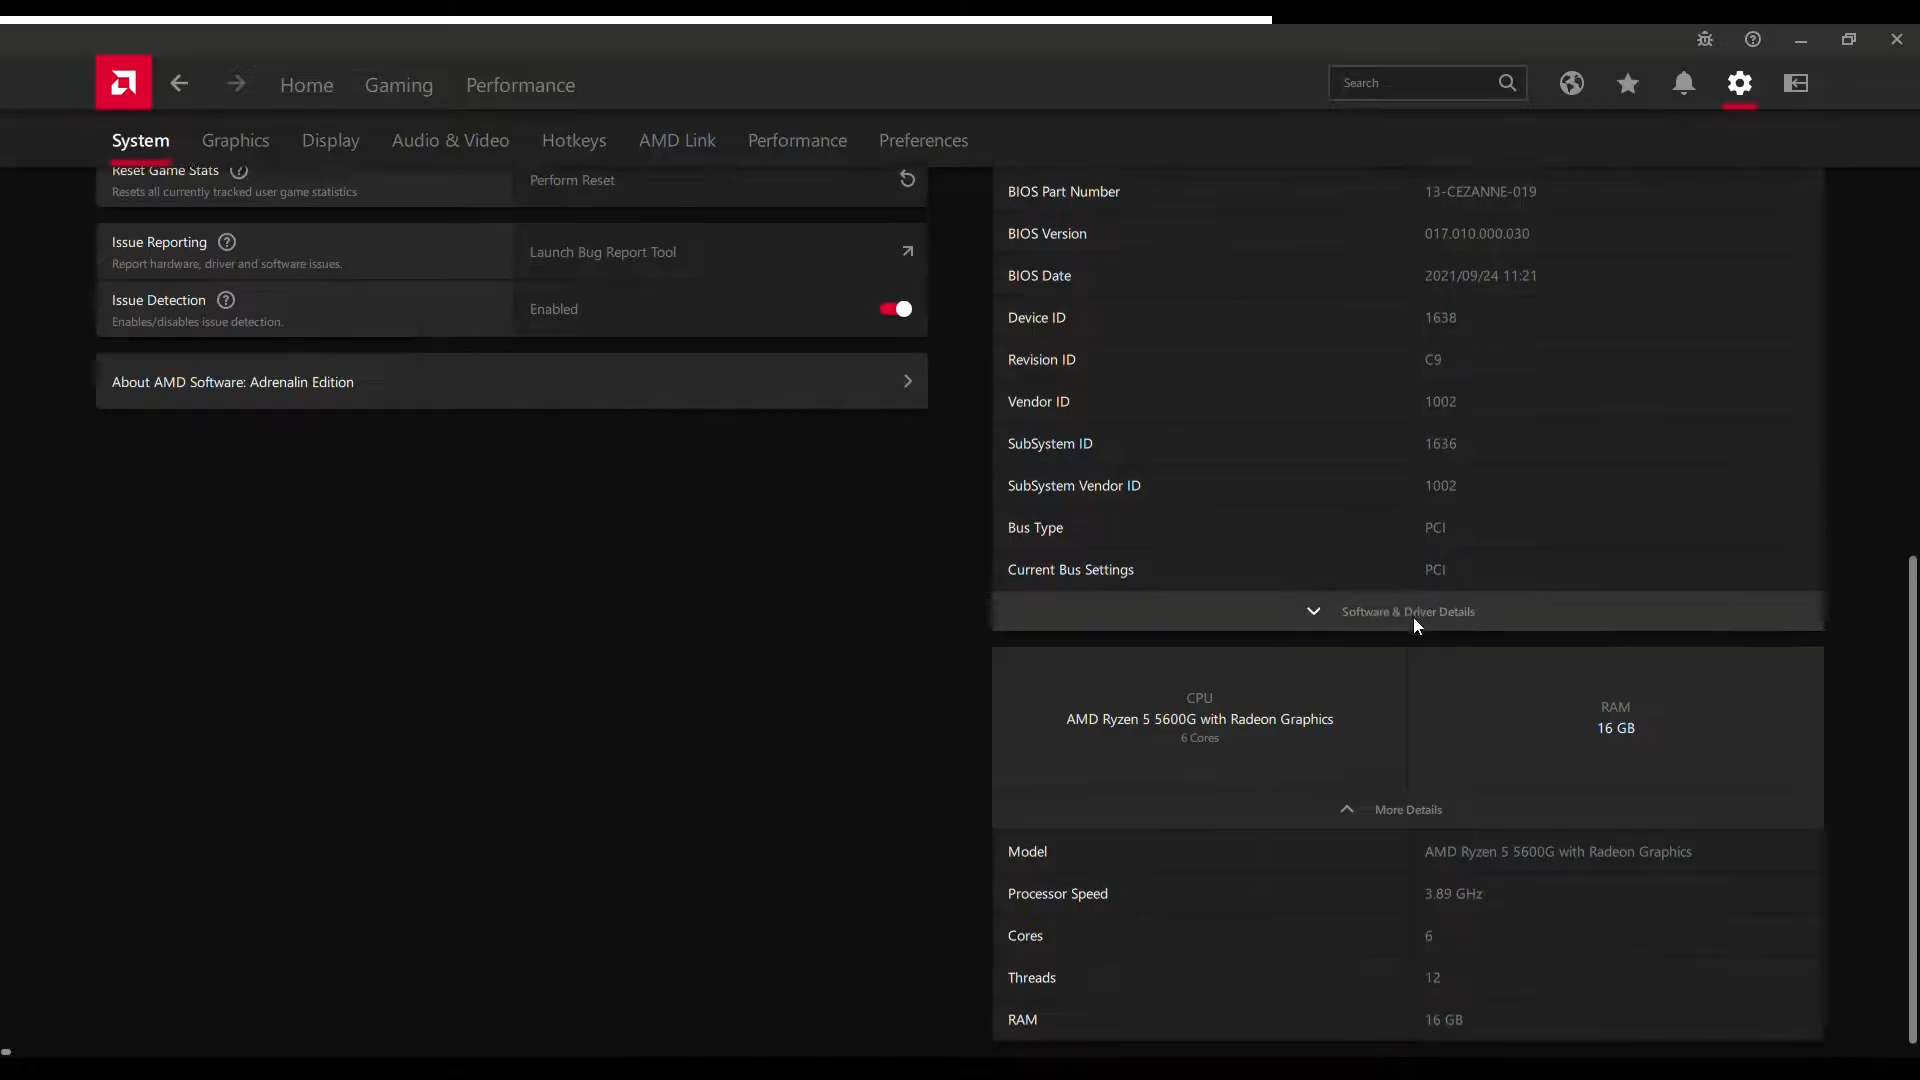 Home
Gaming
Performance
Search
System
Graphics
Display
Audio & Video
Hotkeys
AMD Link
Performance
Preferences
Reset Game Stats
Resets all currently tracked user game statistics
Perform Reset
Issue Reporting
Report hardware, driver and software issues.
Launch Bug Report Tool
Issue Detection
Enables/disables issue detection.
Enabled
About AMD Software: Adrenalin Edition
BIOS Part Number
13-CEZANNE-019
BIOS Version
017.010.000.030
BIOS Date
2021/09/24 11:21
Device ID
1638
Revision ID
C9
Vendor ID
1002
SubSystem ID
1636
SubSystem Vendor ID
1002
Bus Type
PCI
Current Bus Settings
PCI
Software & Driver Details
CPU
AMD Ryzen 5 5600G with Radeon Graphics
6 Cores
RAM
16 GB
More Details
Model
AMD Ryzen 5 5600G with Radeon Graphics
Processor Speed
3.89 GHz
Cores
6
Threads
12
RAM
16 GB